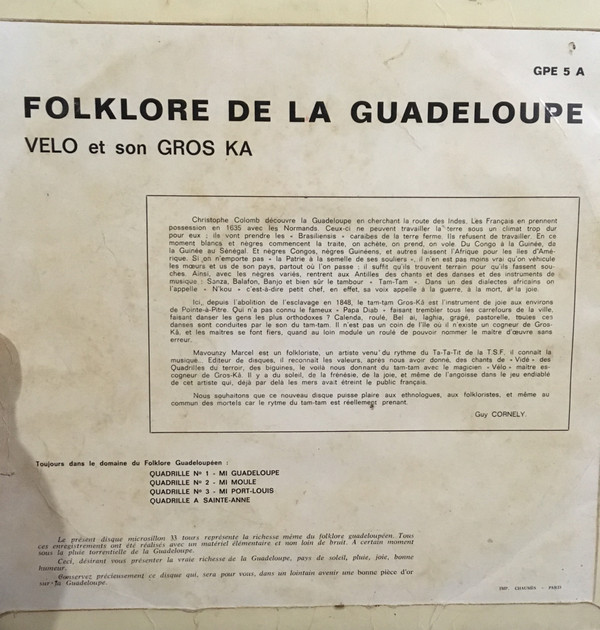 GPE 5 A
FOLKLORE DE LA GUADELOUPE
VELO et son GROS KA
Christophe Colomb découvre la Guadeloupe en cherchant la route des Indes. Les Français en prennent
possession en 1635 avec les Normands. Ceux-ci ne peuvent travailler la terre sous un climat trop dur
pour eux ; ils vont prendre les « Brasiliensis » caraïbes de la terre ferme. Ils refusent de travailler. En ce
moment blancs et nègres commencent la traite, on achète, on prend, on vole. Du Congo à la Guinée, da
la Guinée au Sénégal. Et nègres Congos, nègres Guinéens, et autres laissent l'Afrique pour les îles d'Amé-
rique. Si on n'emporte pas « la Patrie à la semelle de ses souliers », il n'en est pas moins vrai qu'on véhicule
les mœurs et us de son pays, partout où l'on passe : il suffit qu'ils trouvent terrain pour qu'ils fassent sou-
ches. Ainsi, avec les nègres variés, rentrent aux Antilles des chants et des danses et des instruments de
musique : Sanza, Balafon, Banjo et bien sûr le tambour « Tam-Tam ». Dans un des dialectes africains on
l'appelle « N'kou » c'est-à-dire petit chef, en effet, sa voix appelle à la guerre, à la mort, à la joie.
Ici, depuis l'abolition de l'esclavage en 1848, le tam-tam Gros-Kâ est l'instrument de joie aux environs
de Pointe-à-Pitre. Qui n'a pas connu le fameux « Papa Diab » faisant trembler tous les carrefours de la ville,
faisant danser les gens les plus orthodoxes ? Calenda, roulé, Bel aï, laghia, gragé, pastorelle, toutes ces
danses sont conduites par le son du tam-tam. Il n'est pas un coin de l'île où il n'existe un cogneur de Gros-
Kâ, et les maîtres se font fiers, quand au loin module un roulé de pouvoir nommer le maître d'œuvre sans
erreur.
Mavounzy Marcel est un folkloriste, un artiste venu du rythme du Ta-Ta-Tit de la T.S.F. il connaît la
musique. Editeur de disques, il reconnaît les valeurs, après nous avoir donné, des chants de « Vidé » des
Quadrilles du terroir, des biguines, le voilà nous donnant du tam-tam avec le magicien « Vélo » maître es-
cogneur de Gros-Kâ. Il y a du soleil, de la frénésie, de la joie, et même de l'angoisse dans le jeu endiablé
de cet artiste qui, déjà par delà les mers avait étreint le public français.
Nous souhaitons que ce nouveau disque puisse plaire aux ethnologues, aux folkloristes, et même au
commun des mortels car le rytme du tam-tam est réellement prenant.
Guy CORNELY.
Toujours dans le domaine du Folklore Guadeloupéen :
QUADRILLE Nº 1 - MI GUADELOUPE
QUADRILLE Nº 2 - MI MOULE
QUADRILLE Nº 3 - MI PORT-LOUIS
QUADRILLE A SAINTE-ANNE
Le présent disque microsillon 33 tours représente la richesse même du folklore guadeloupéen. Tous
ces enregistrements ont été réalisés avec un matériel élémentaire et non loin de bruit. A certain moment
sous la pluie torrentielle de la Guadeloupe.
Ceci, désirant vous présenter la vraie richesse de la Guadeloupe, pays de soleil, pluie, joie, bonne
humeur.
Conservez précieusement ce disque qui, sera pour vous, dans un lointain avenir une bonne pièce d'or
sur la Guadeloupe.
IMP. CHAUMÈS - PARIS